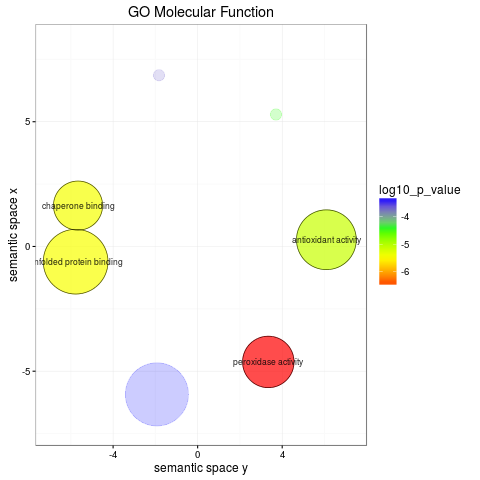 GO Molecular Function
semantic space x
5
0
-5
-4
0
4
semantic space y
chaperone binding
nfolded protein binding
antioxidant activity
peroxidase activity
log10_p_value
-4
-5
-6